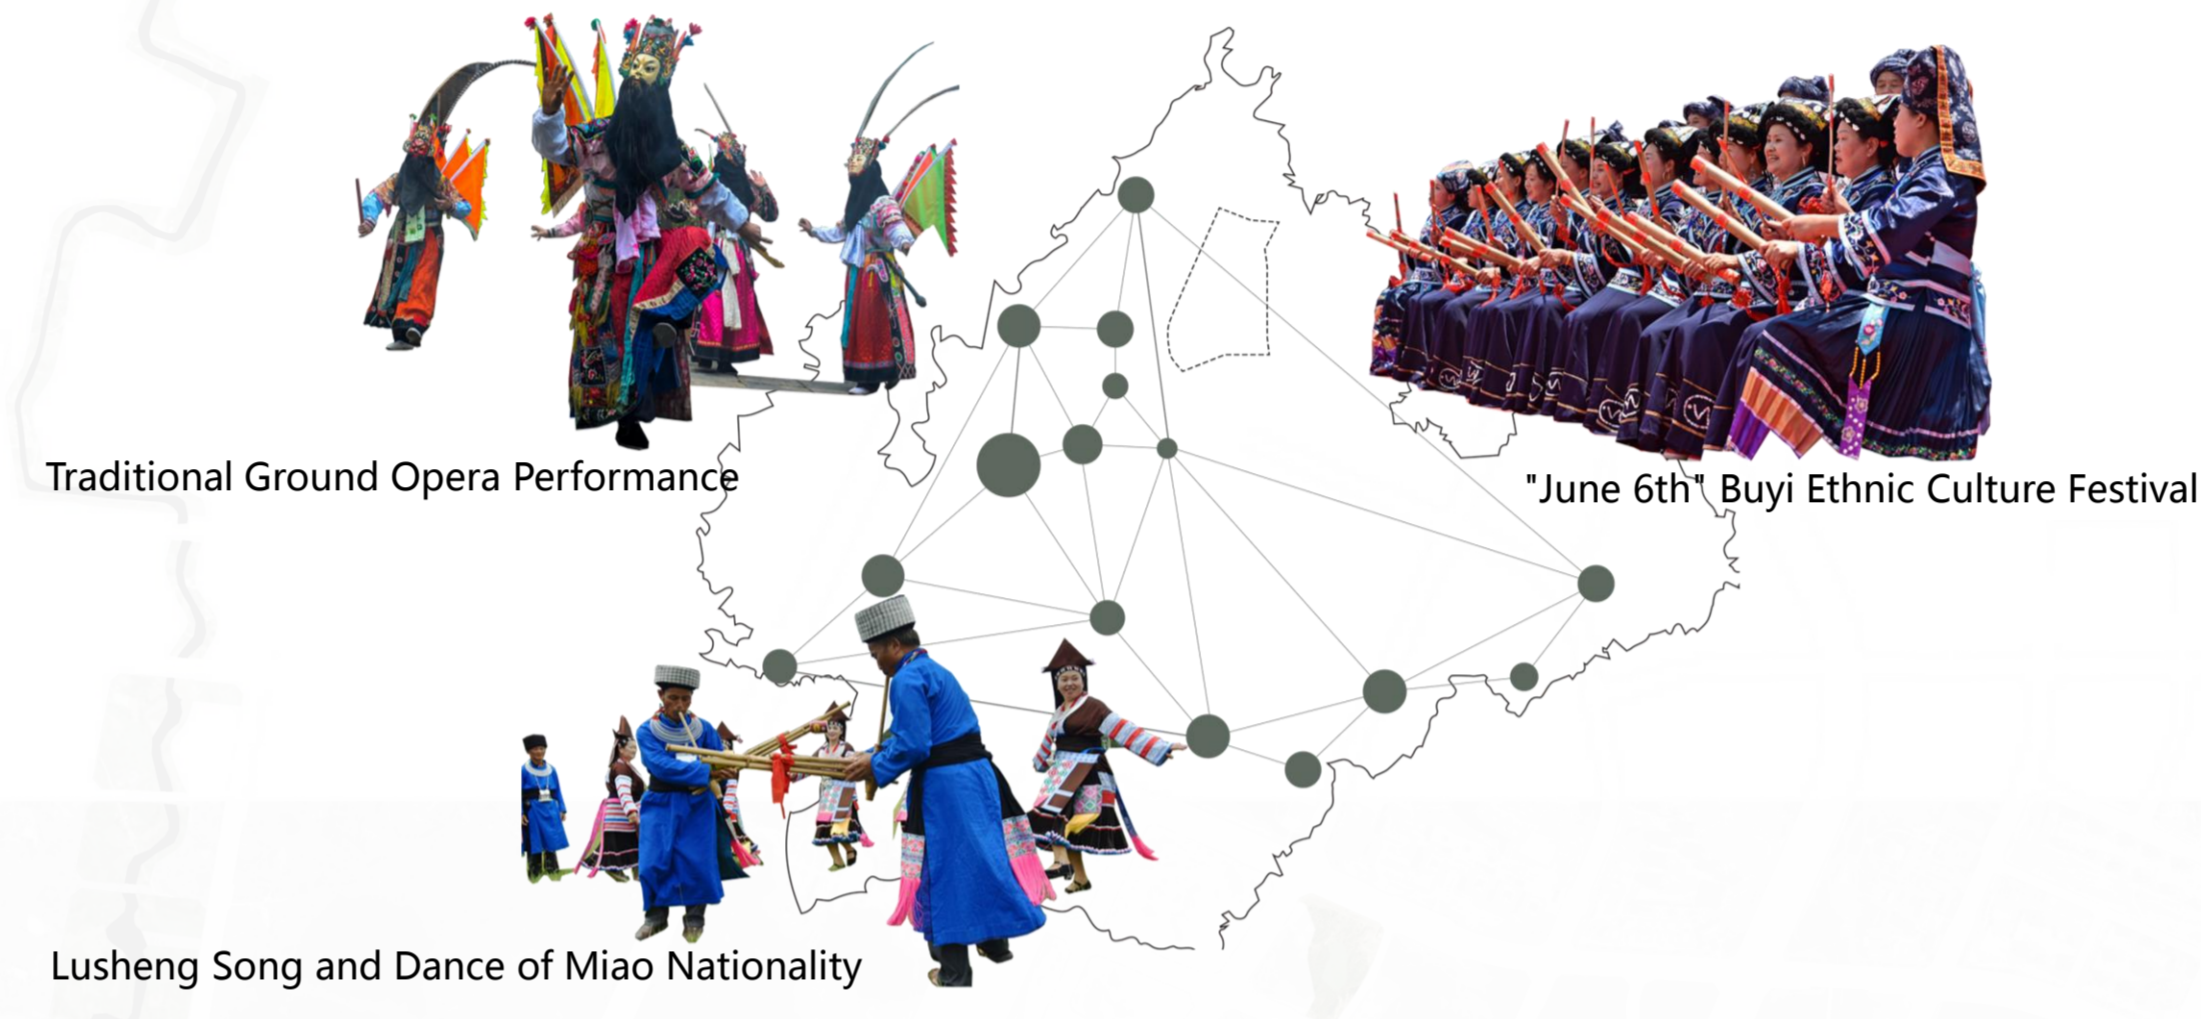 Traditional Ground Opera Performance
"June 6th" Buyi Ethnic Culture Festival
Lusheng Song and Dance of Miao Nationality